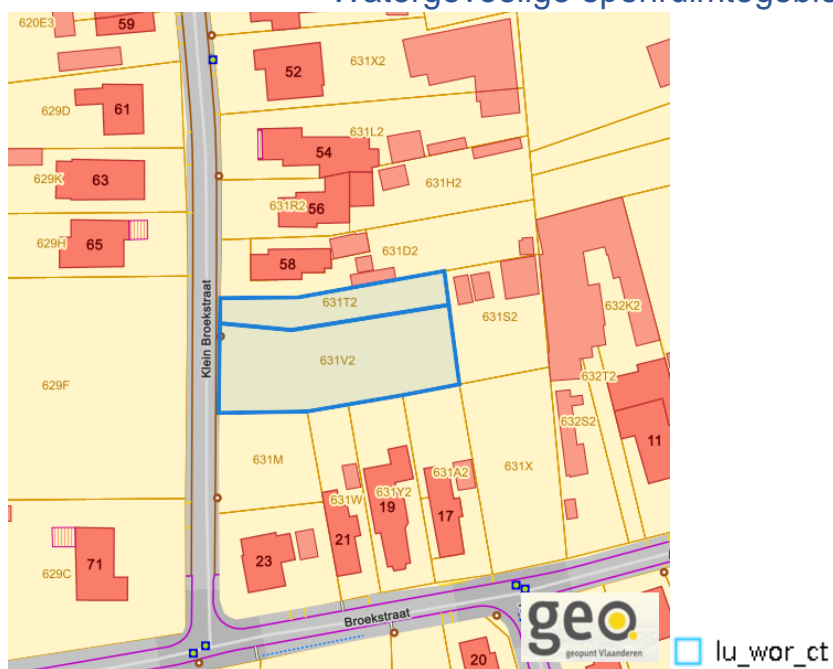 Watergevoelige openruimtegebie
620E3
59
52
631X2
629D
61
631L2
54
629K
63
631H2
631R2
56
629H
65
631D2
58
631T2
631S2
632K2
Klein Broekstraat
631V2
629F
632T2
632S2
11
631M
631W
631Y2
631A2
631X
19
17
21
23
71
629C
Broekstraat
20
geo.
geopunt Vlaanderen
lu_wor_ct